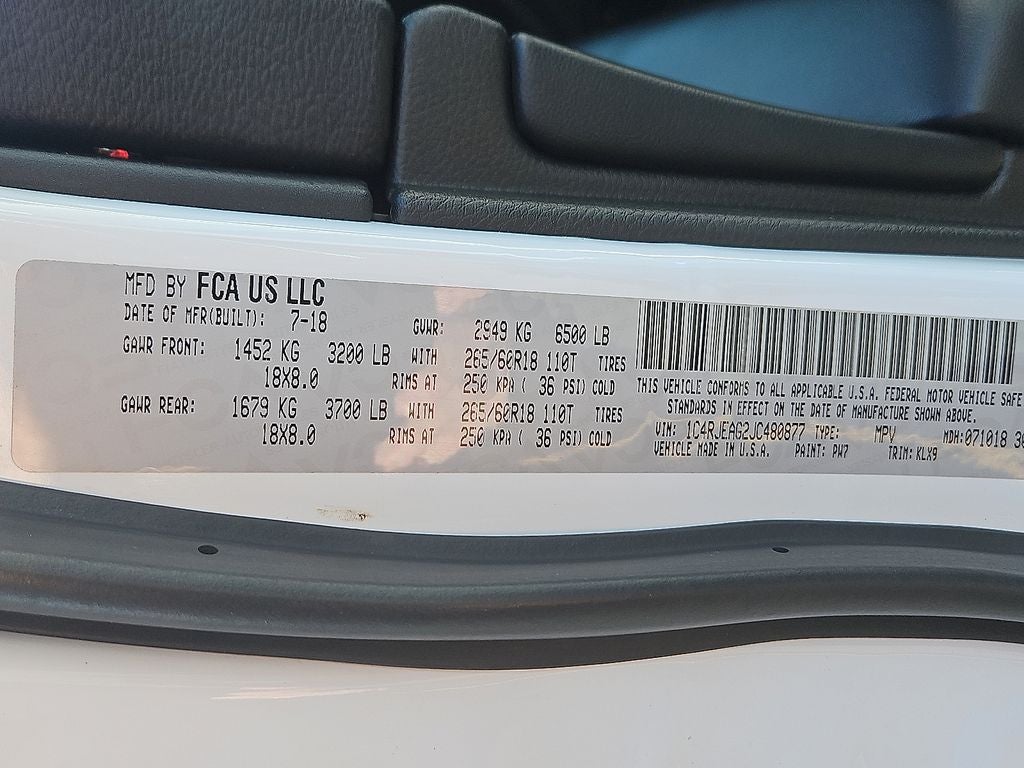 MFD BY FCA US LLC
DATE OF MFR(BUILT): 7-18 GVWR: 2949 KG 6500 LB
GAWR FRONT: 1452 KG 3200 LB WITH 265/60R18 110T TIRES
18X8.0 RIMS AT 250 KPA ( 36 PSI) COLD
GAWR REAR: 1679 KG 3700 LB WITH 265/60R18 110T TIRES
18X8.0 RIMS AT 250 KPA ( 36 PSI) COLD
THIS VEHICLE CONFORMS TO ALL APPLICABLE U.S.A. FEDERAL MOTOR VEHICLE SAFE
STANDARDS IN EFFECT ON THE DATE OF MANUFACTURE SHOWN ABOVE.
VIN: 1C4RJEAG2JC480877 TYPE: MPV MDH:071018
VEHICLE MADE IN U.S.A. PAINT: PW7 TRIM: KLX9